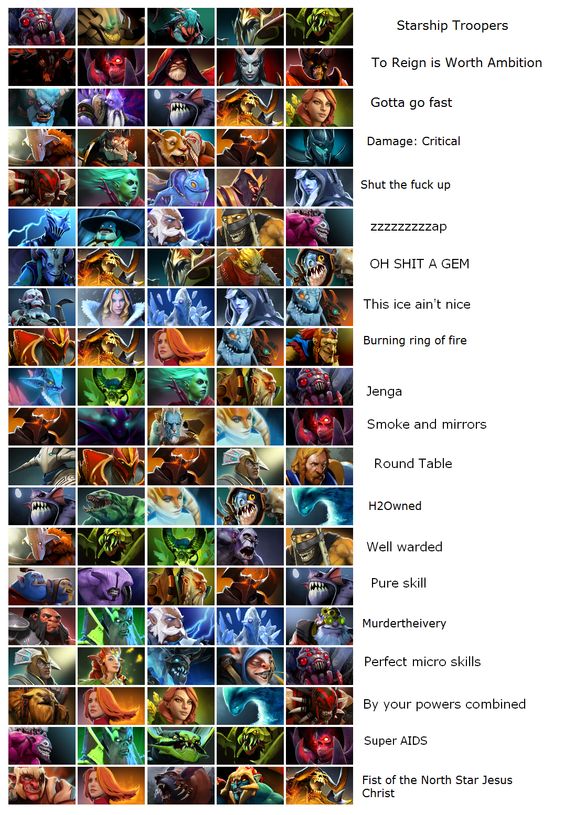 Starship Troopers
To Reign is Worth Ambition
Gotta go fast
Damage: Critical
Shut the fuck up
zzzzzzzzzap
OH SHIT A GEM
This ice ain't nice
Burning ring of fire
Jenga
Smoke and mirrors
Round Table
H2Owned
Well warded
Pure skill
Murdertheivery
Perfect micro skills
By your powers combined
Super AIDS
Fist of the North Star Jesus
Christ